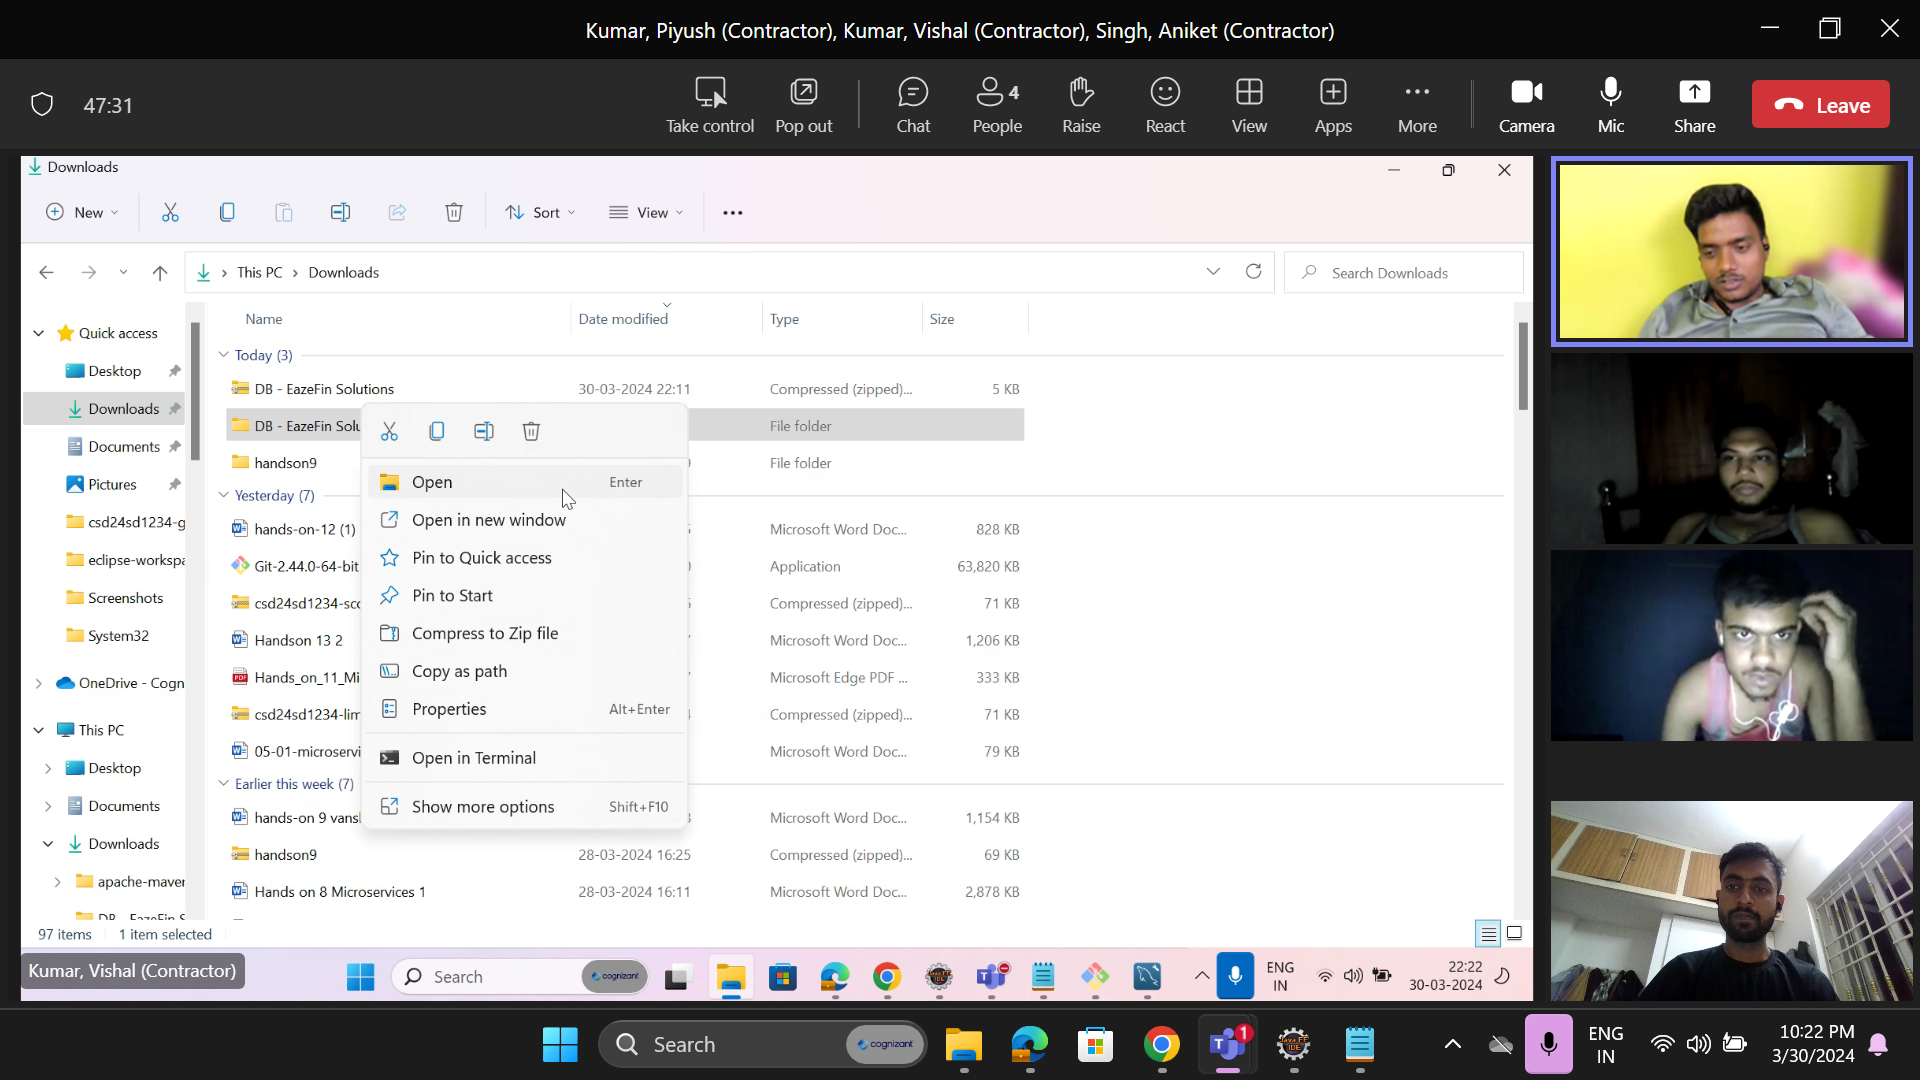 Kumar, Piyush (Contractor), Kumar, Vishal (Contractor), Singh, Aniket (Contractor)
47:31
Take control
Pop out
Chat
4
People
Raise
React
View
Apps
More
Camera
Mic
Share
Leave
Downloads
New
Sort
View
This PC > Downloads
Search Downloads
Name
Date modified
Type
Size
Quick access
Desktop
Downloads
Documents
Pictures
csd24sd1234-g
eclipse-workspa
Screenshots
System32
OneDrive - Cogn
This PC
Desktop
Documents
Downloads
apache-maven
Today (3)
DB - EazeFin Solutions 30-03-2024 22:11 Compressed (zipped)... 5 KB
DB - EazeFin Solu File folder
handson9 File folder
Yesterday (7)
hands-on-12 (1) Microsoft Word Doc... 828 KB
Git-2.44.0-64-bit Application 63,820 KB
csd24sd1234-sco Compressed (zipped)... 71 KB
Handson 13 2 Microsoft Word Doc... 1,206 KB
Hands_on_11_Mi Microsoft Edge PDF ... 333 KB
csd24sd1234-lim Compressed (zipped)... 71 KB
05-01-microservi Microsoft Word Doc... 79 KB
Earlier this week (7)
hands-on 9 vansl Microsoft Word Doc... 1,154 KB
handson9 28-03-2024 16:25 Compressed (zipped)... 69 KB
Hands on 8 Microservices 1 28-03-2024 16:11 Microsoft Word Doc... 2,878 KB
Open Enter
Open in new window
Pin to Quick access
Pin to Start
Compress to Zip file
Copy as path
Properties Alt+Enter
Open in Terminal
Show more options Shift+F10
97 items 1 item selected
Kumar, Vishal (Contractor)
Search
cognizant
ENG
IN
22:22
30-03-2024
Search
cognizant
1
ENG
IN
10:22 PM
3/30/2024